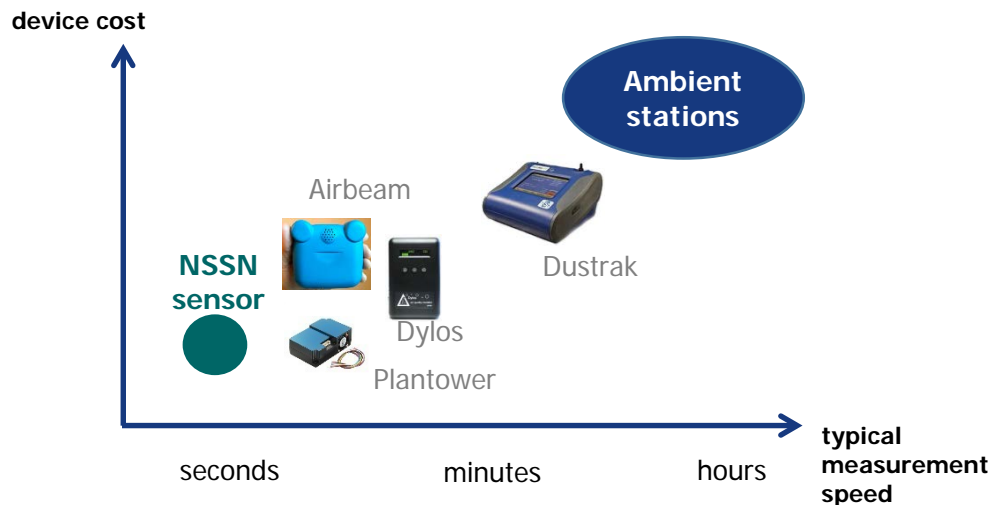 device cost
Ambient
stations
Airbeam
NSSN
sensor
Dustrak
Dylos
Plantower
seconds
minutes
hours
typical
measurement
speed